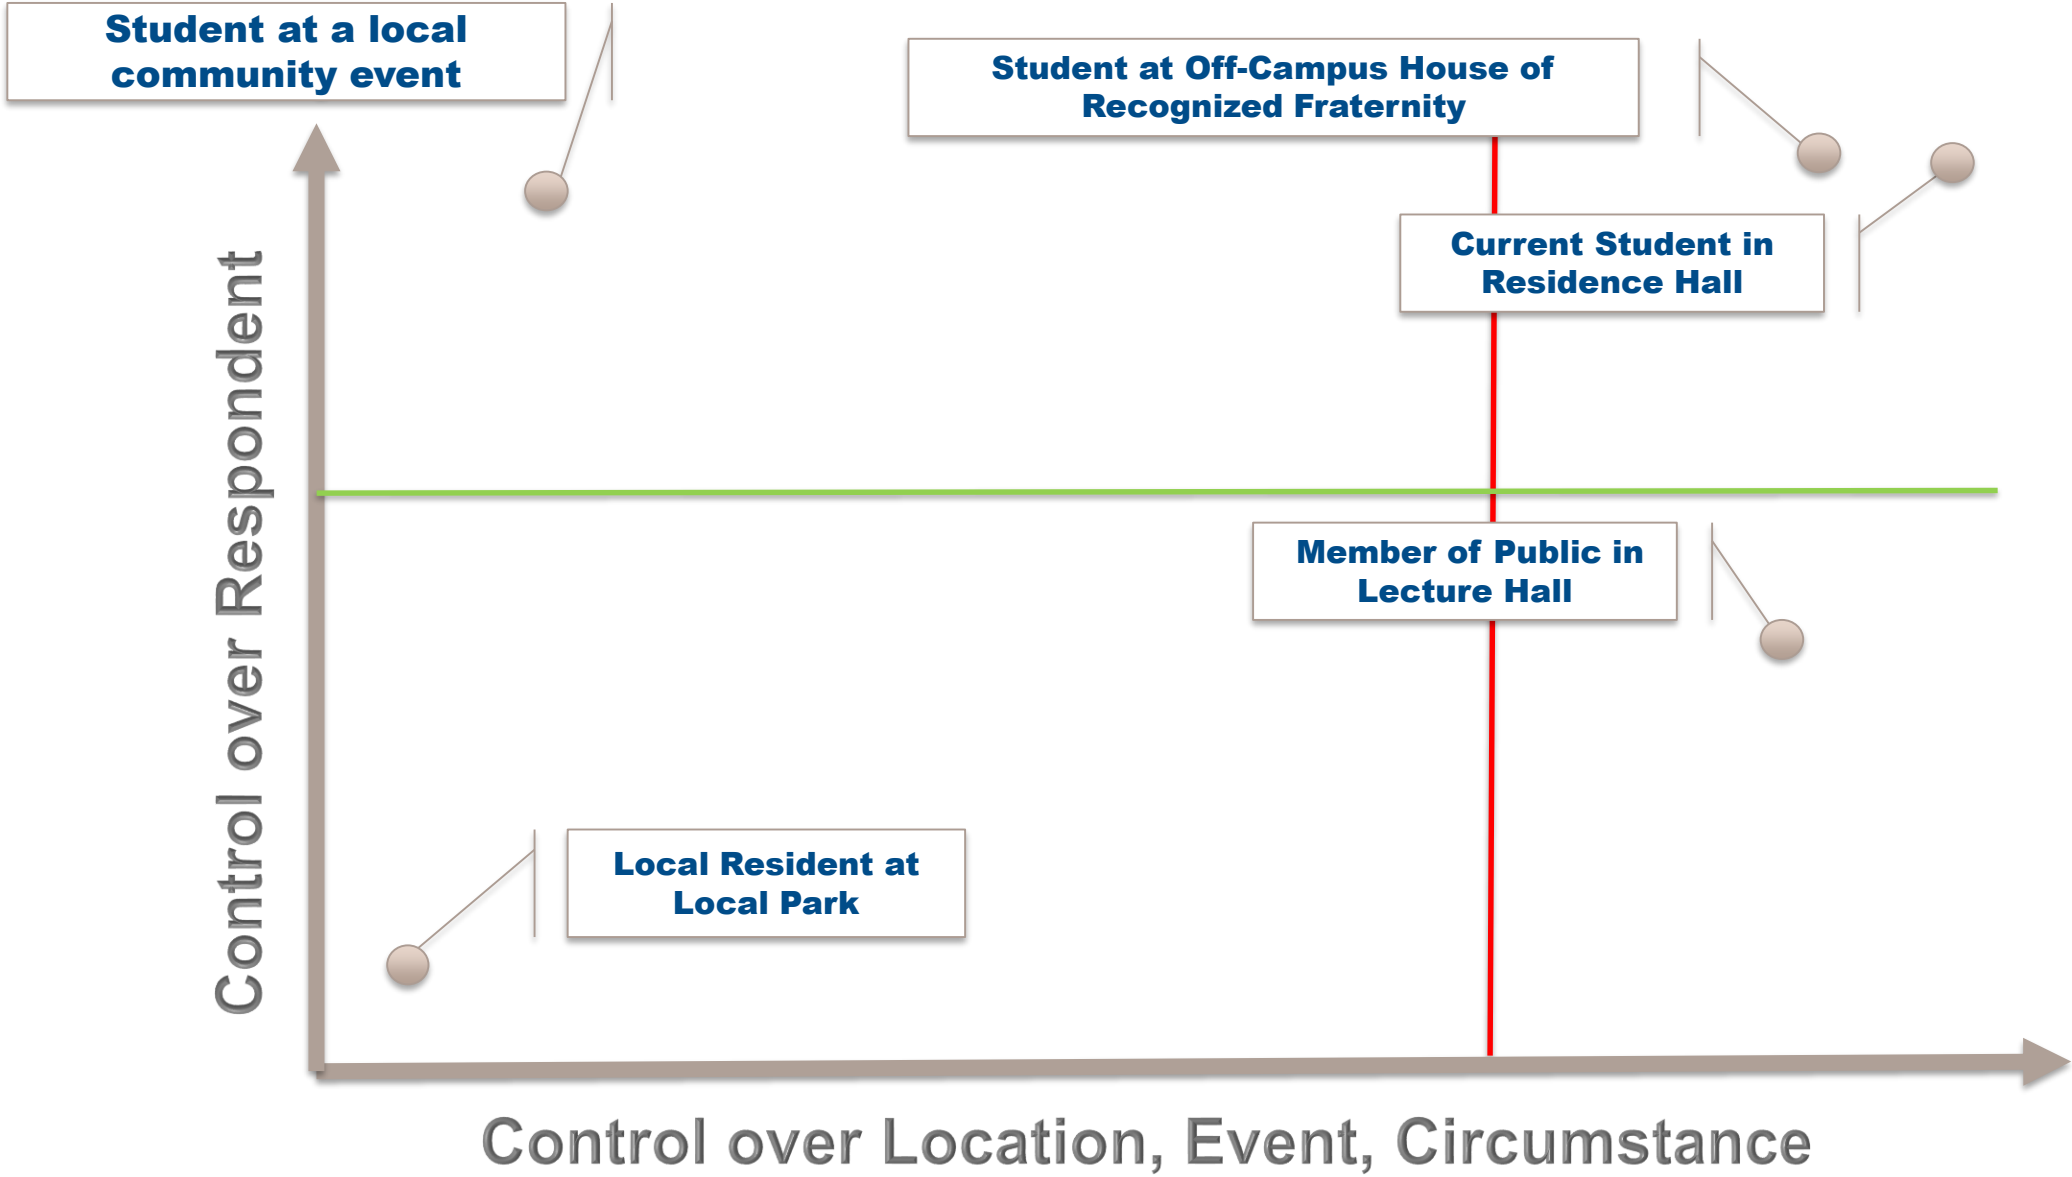 Student at a local
community event
Student at Off-Campus House of
Recognized Fraternity
Current Student in
Residence Hall
Control over Respondent
Member of Public in
Lecture Hall
Local Resident at
Local Park
Control over Location, Event, Circumstance